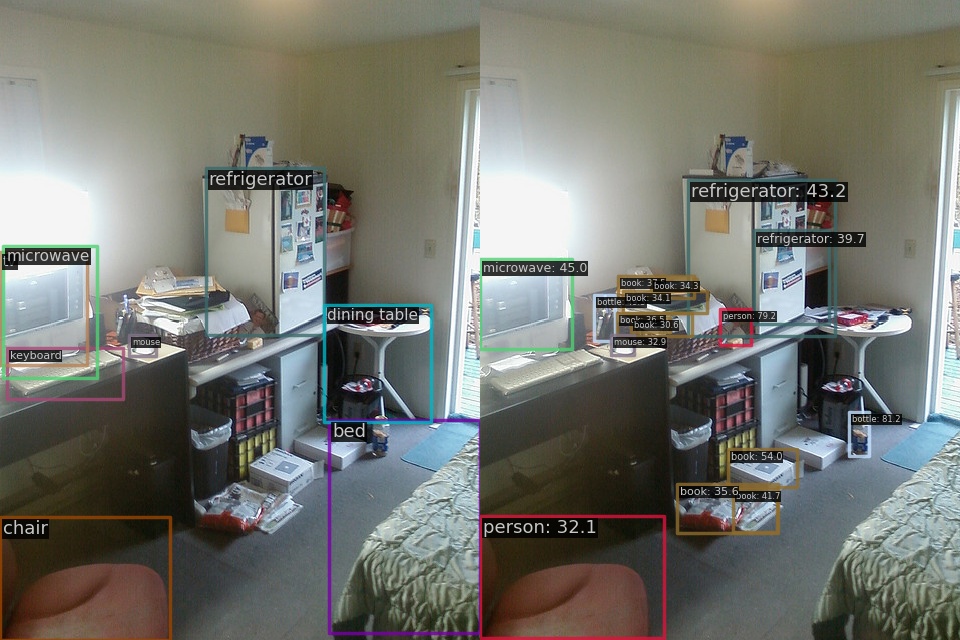 refrigerator
microwave
keyboard
mouse
dining table
bed
chair
refrigerator: 43.2
refrigerator: 39.7
microwave: 45.0
book: 34.3
book: 34.1
book: 30.6
person: 79.2
mouse: 32.9
bottle: 81.2
book: 54.0
book: 35.6
book: 41.7
person: 32.1